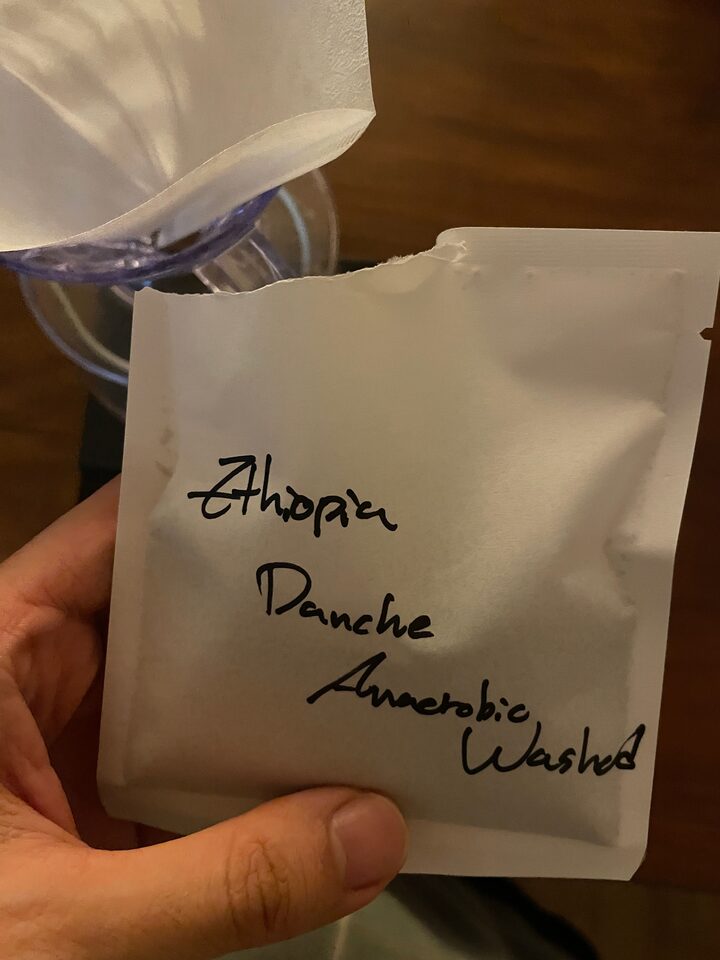 Ethiopia
Danche
Anaerobic
Washed